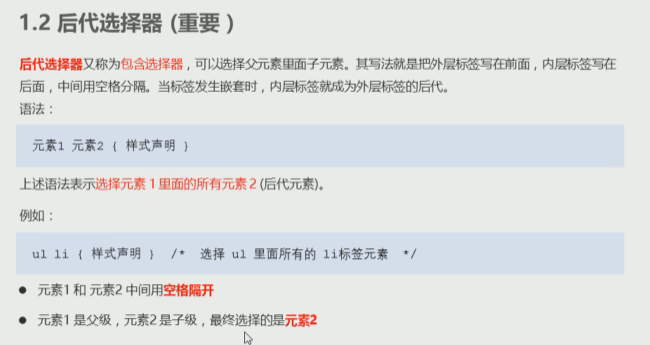 1.2 后代选择器 (重要)
后代选择器又称为包含选择器，可以选择父元素里面子元素。其写法就是把外层标签写在前面，内层标签写在
后面，中间用空格分隔。当标签发生嵌套时，内层标签就成为外层标签的后代。
语法：
元素1 元素2 { 样式声明 }
上述语法表示选择元素 1 里面的所有元素 2 (后代元素)。
例如：
ul li { 样式声明 } /* 选择 ul 里面所有的 li标签元素 */
● 元素1 和 元素2 中间用空格隔开
● 元素1 是父级，元素2 是子级，最终选择的是元素2